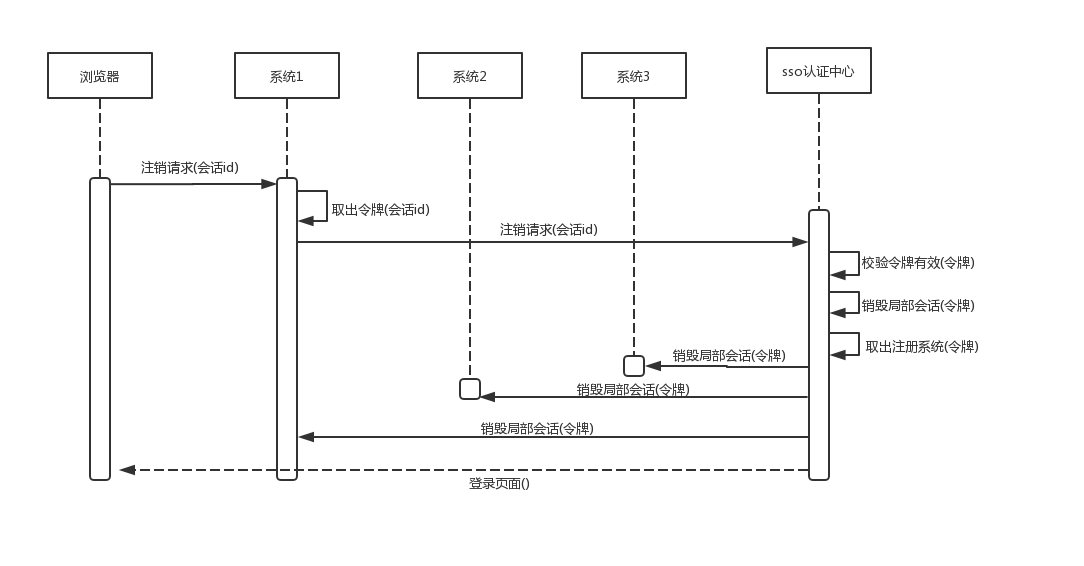 浏览器
系统1
系统2
系统3
sso认证中心
注销请求(会话id)
取出令牌(会话id)
注销请求(会话id)
校验令牌有效(令牌)
销毁局部会话(令牌)
取出注册系统(令牌)
销毁局部会话(令牌)
销毁局部会话(令牌)
销毁局部会话(令牌)
登录页面()